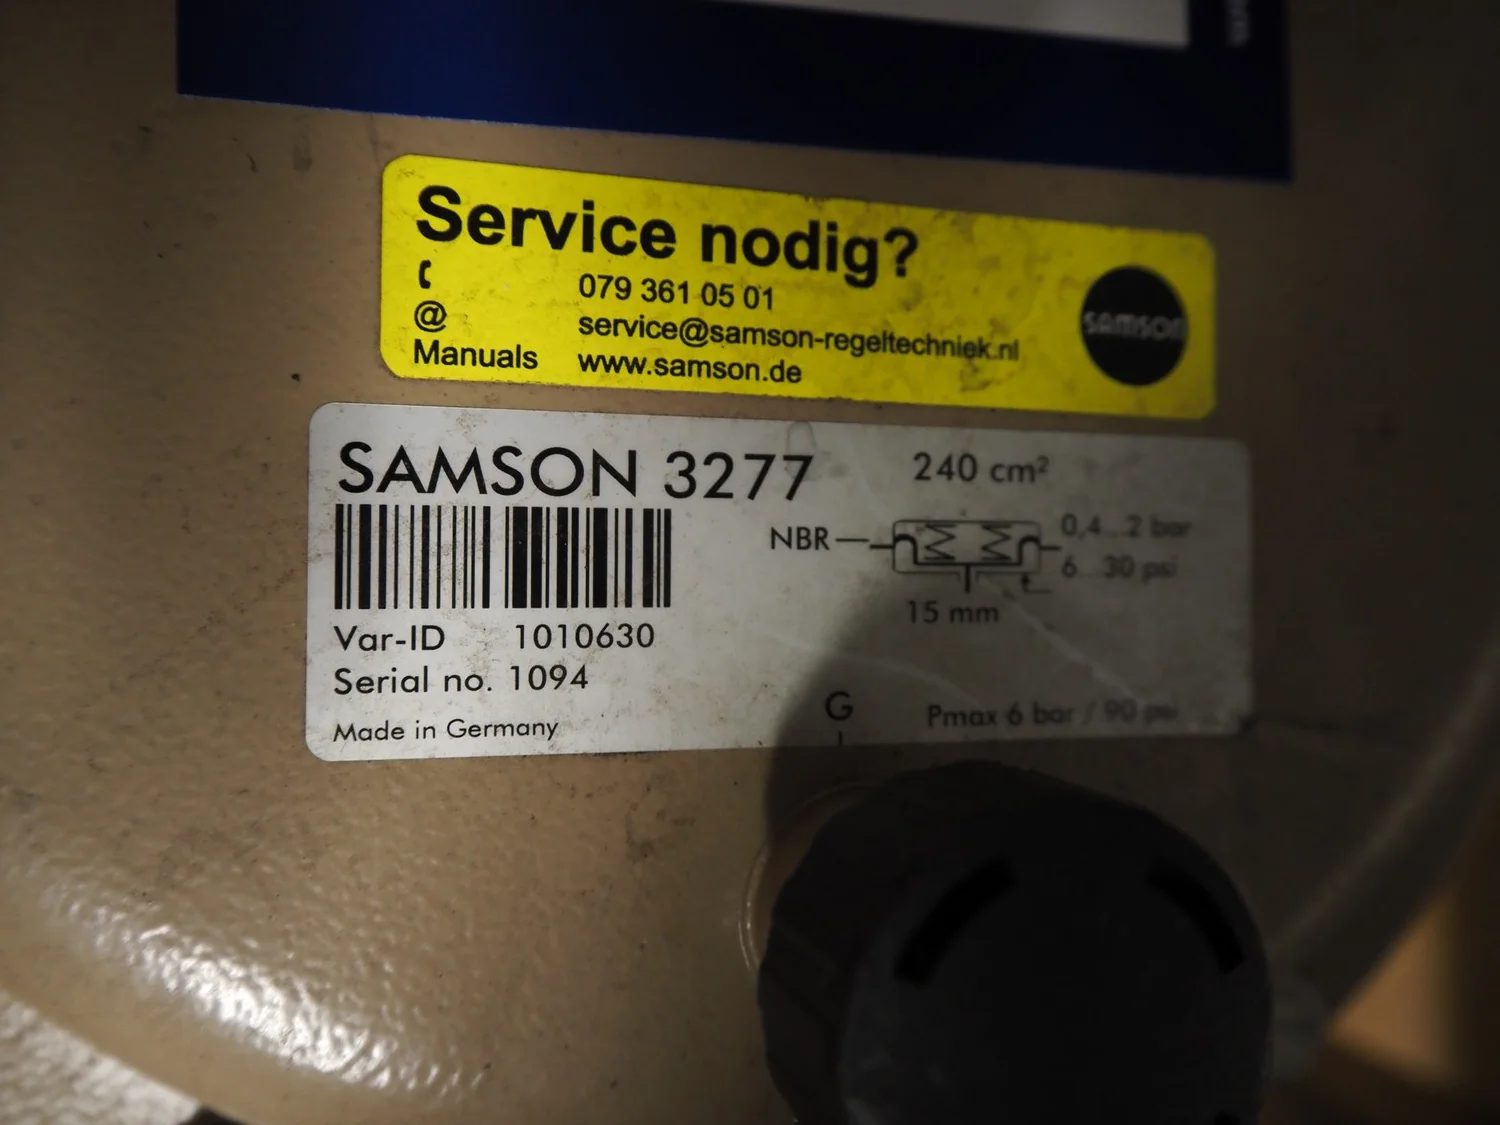 Service nodig?
079 361 05 01
@ service@samson-regeltechniek.nl
Manuals www.samson.de
SAMSON
SAMSON 3277 240 cm²
NBR 0,4...2 bar
6...30 psi
15 mm
Var-ID 1010630
Serial no. 1094
G Pmax 6 bar / 90 psi
Made in Germany